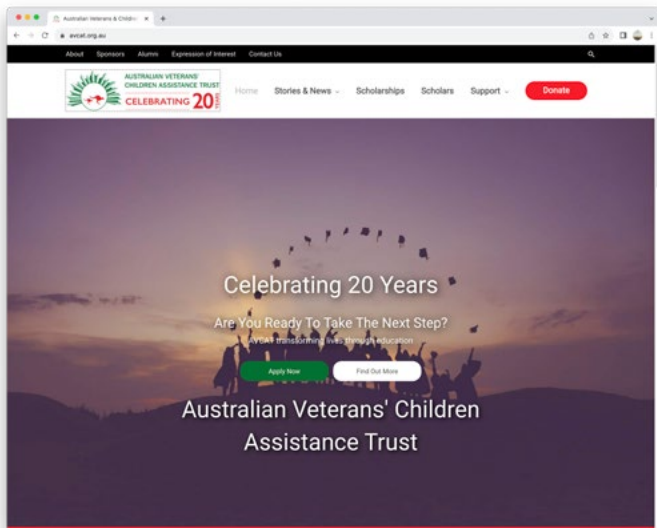 Australian Veterans & Childr
avcat.org.au
About Sponsors Alumni Expression of Interest Contact Us
AUSTRALIAN VETERANS'
CHILDREN ASSISTANCE TRUST
CELEBRATING 20 YEARS
Home Stories & News Scholarships Scholars Support Donate
Celebrating 20 Years
Are You Ready To Take The Next Step?
AVCAT transforming lives through education
Apply Now Find Out More
Australian Veterans' Children
Assistance Trust